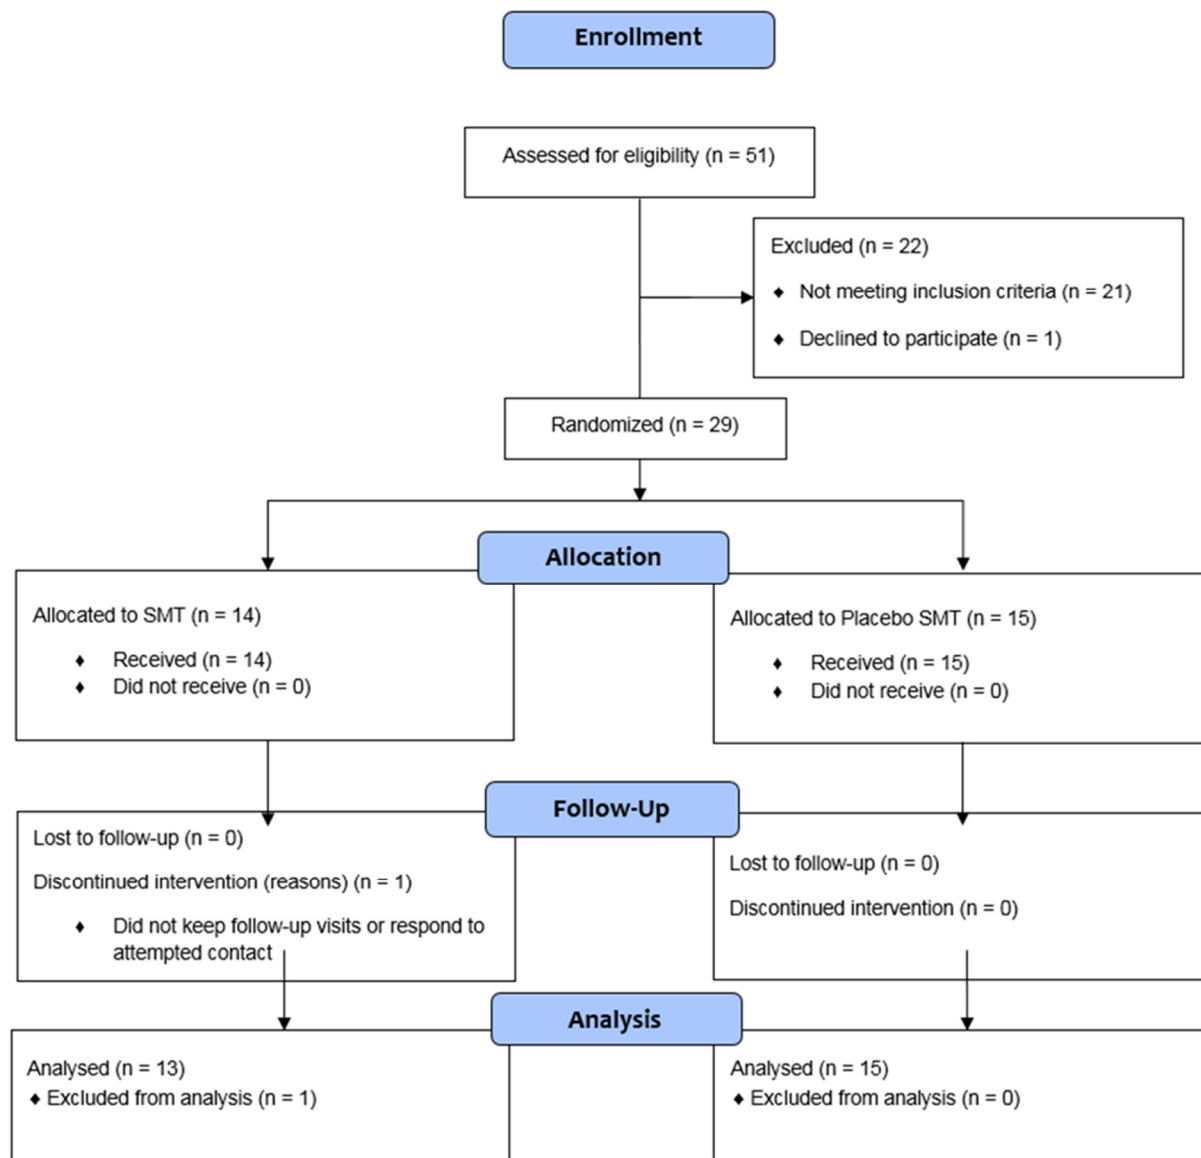 Enrollment
Assessed for eligibility (n = 51)
Excluded (n = 22)
♦ Not meeting inclusion criteria (n = 21)
♦ Declined to participate (n = 1)
Randomized (n = 29)
Allocation
Allocated to SMT (n = 14)
♦ Received (n = 14)
♦ Did not receive (n = 0)
Allocated to Placebo SMT (n = 15)
♦ Received (n = 15)
♦ Did not receive (n = 0)
Follow-Up
Lost to follow-up (n = 0)
Discontinued intervention (reasons) (n = 1)
♦ Did not keep follow-up visits or respond to
attempted contact
Lost to follow-up (n = 0)
Discontinued intervention (n = 0)
Analysis
Analysed (n = 13)
♦ Excluded from analysis (n = 1)
Analysed (n = 15)
♦ Excluded from analysis (n = 0)